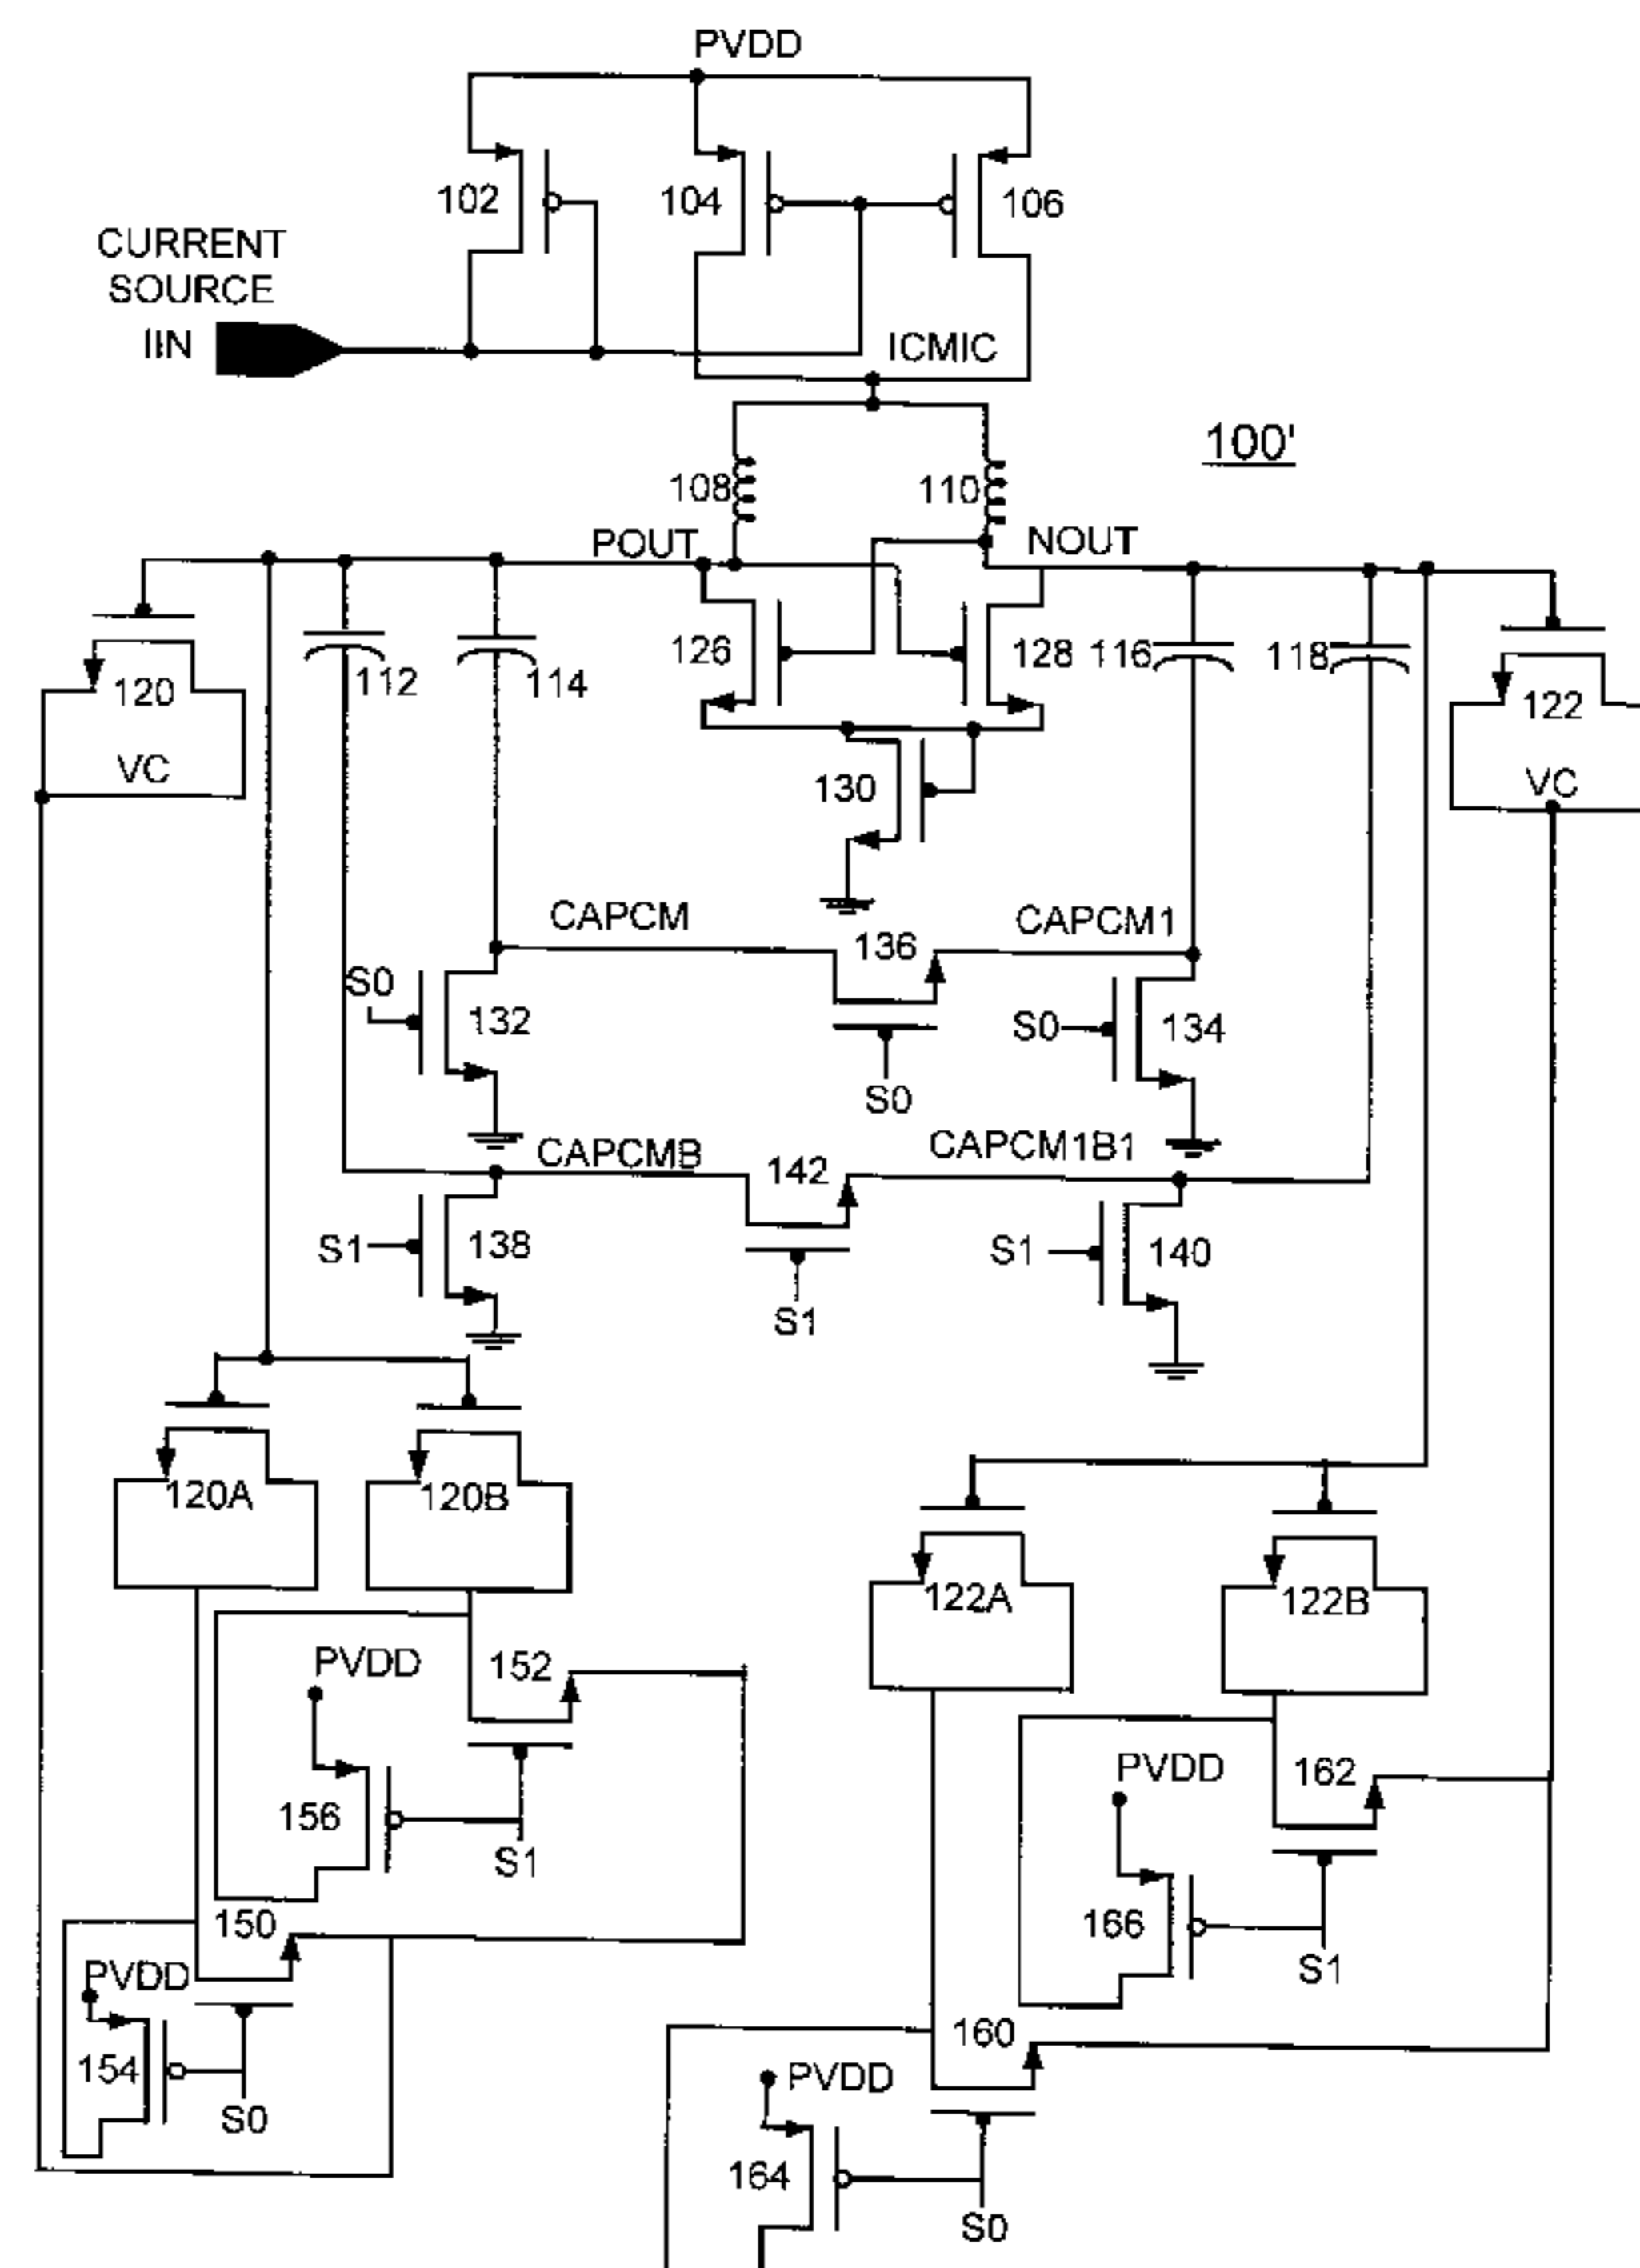 PVDD
102
104
106
CURRENT
SOURCE
IIN
ICMIC
100'
108
110
POUT
NOUT
126
128
116
118
112
114
120
122
VC
VC
130
CAPCM
136
CAPCM1
S0
132
S0
134
S0
CAPCMB
142
CAPCM1B1
S1
138
S1
140
S1
120A
120B
122A
122B
PVDD
152
156
S1
PVDD
162
166
S1
150
PVDD
154
S0
160
PVDD
164
S0